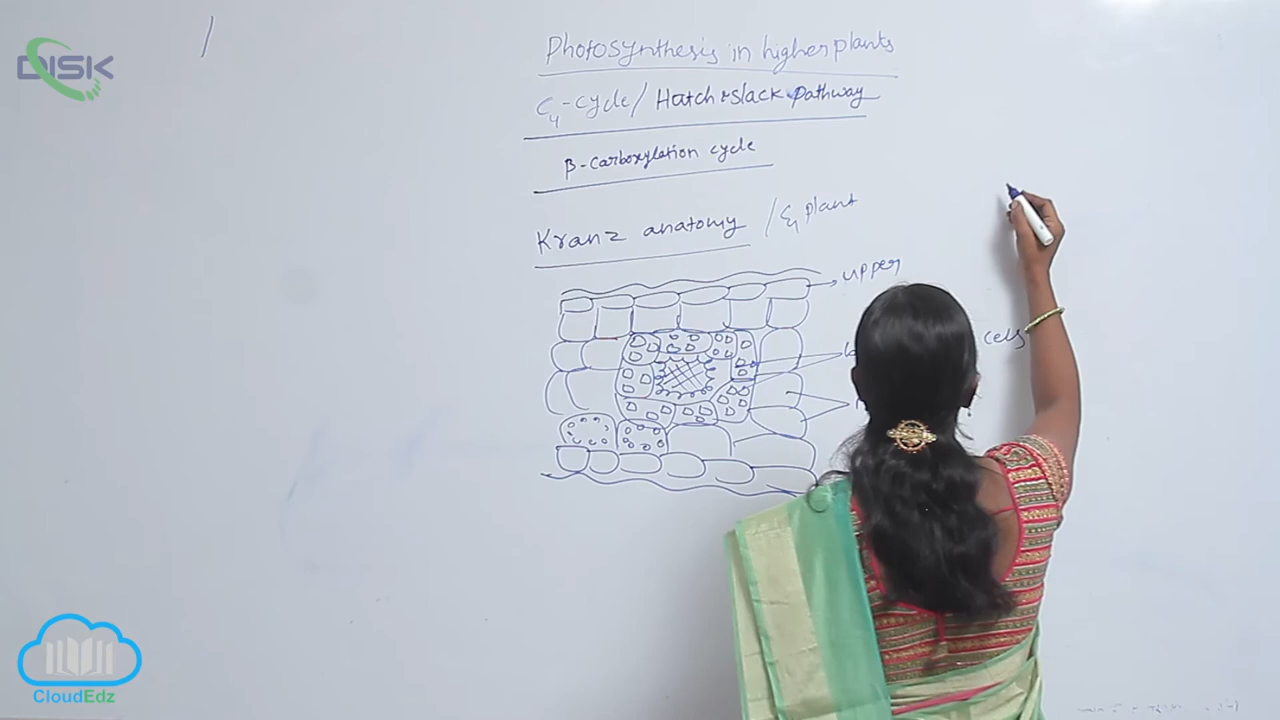 DISK
Photosynthesis in higher plants
C4-cycle/ Hatch & slack pathway
β-carboxylation cycle
Kranz anatomy / C4 plant
upper
cells
CloudEdz